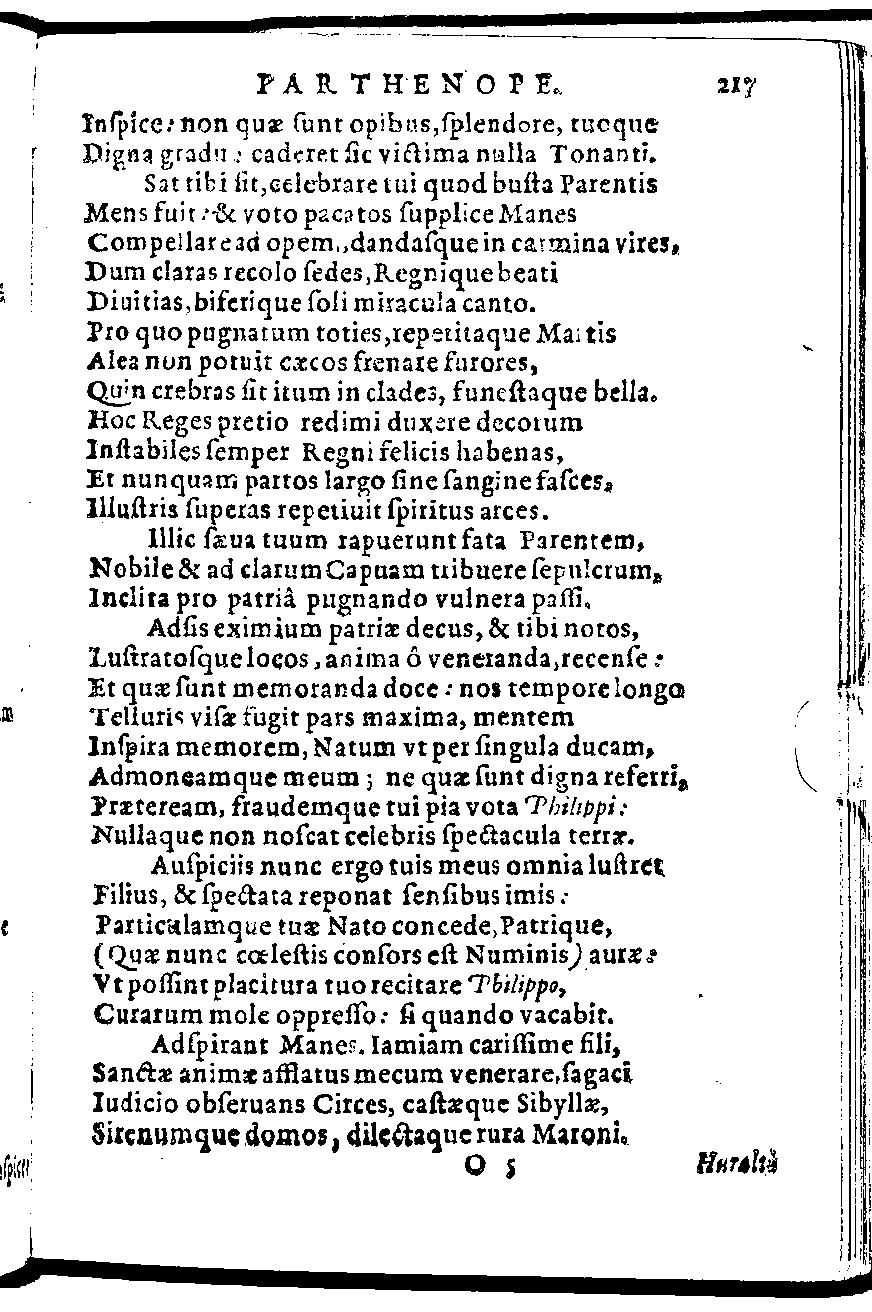 PARTHENOPE. 217
Inſpice: non quæ ſunt opibus, ſplendore, tuoque
Digna gradu: caderet ſic victima nulla Tonanti.
Sat tibi ſit, celebrare tui quod buſta Parentis
Mens fuit: & voto pacatos ſupplice Manes
Compellare ad opem, dandaſque in carmina vires,
Dum claras recolo ſedes, Regnique beati
Diuitias, biferique ſoli miracula canto.
Pro quo pugnatum toties, repetitaque Martis
Alea non potuit cæcos frenare furores,
Quin crebras ſit itum in clades, funeſtaque bella.
Hoc Reges pretio redimi duxere decorum
Inſtabiles ſemper Regni felicis habenas,
Et nunquam partos largo ſine ſangine faſces,
Illuſtris ſuperas repetiuit ſpiritus arces.
Illic ſæua tuum rapuerunt fata Parentem,
Nobile & ad clarum Capuam tribuere ſepulcrum,
Inclita pro patriâ pugnando vulnera paſſi.
Adſis eximium patriæ decus, & tibi notos,
Luſtratoſque locos, anima ô veneranda, recenſe:
Et quæ ſunt memoranda doce: nos tempore longo
Telluris viſæ fugit pars maxima, mentem
Inſpira memorem, Natum vt per ſingula ducam,
Admoneamque meum; ne quæ ſunt digna referri,
Præteream, fraudemque tui pia vota Philippi:
Nullaque non noſcat celebris ſpectacula terræ.
Auſpiciis nunc ergo tuis meus omnia luſtret
Filius, & ſpectata reponat ſenſibus imis:
Particulamque tuæ Nato concede, Patrique,
(Quæ nunc cœleſtis conſors eſt Numinis) auræ:
Vt poſſint placitura tuo recitare Philippo,
Curarum mole oppreſſo: ſi quando vacabit.
Adſpirant Manes. Iamiam cariſſime fili,
Sanctæ animæ afflatus mecum venerare, ſagaci
Iudicio obſeruans Circes, caſtæque Sibyllæ,
Sirenumque domos, dilectaque rura Maroni.
O 5